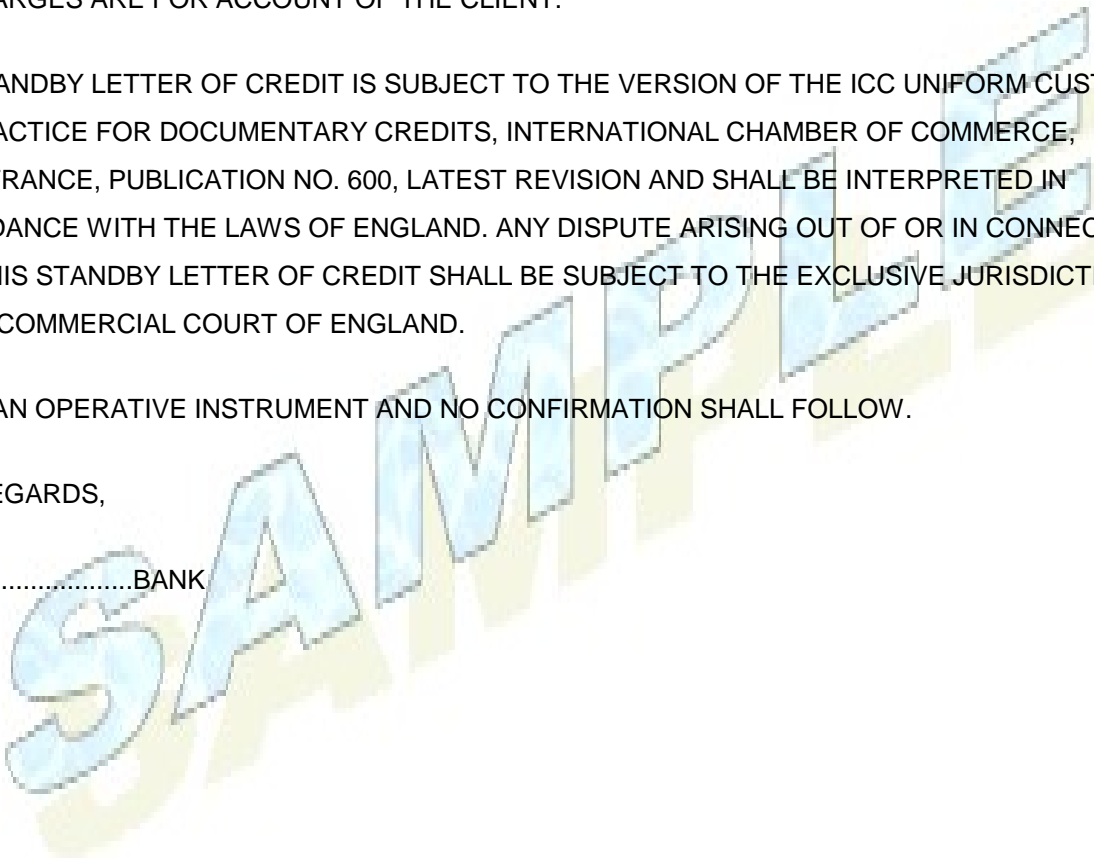 ARGES ARE FOR ACCOUNT OF THE CLIENT.
ANDBY LETTER OF CREDIT IS SUBJECT TO THE VERSION OF THE ICC UNIFORM CUST
ACTICE FOR DOCUMENTARY CREDITS, INTERNATIONAL CHAMBER OF COMMERCE,
FRANCE, PUBLICATION NO. 600, LATEST REVISION AND SHALL BE INTERPRETED IN
DANCE WITH THE LAWS OF ENGLAND. ANY DISPUTE ARISING OUT OF OR IN CONNEC
HIS STANDBY LETTER OF CREDIT SHALL BE SUBJECT TO THE EXCLUSIVE JURISDICTI
COMMERCIAL COURT OF ENGLAND.
AN OPERATIVE INSTRUMENT AND NO CONFIRMATION SHALL FOLLOW.
EGARDS,
..................BANK
SAMPLE